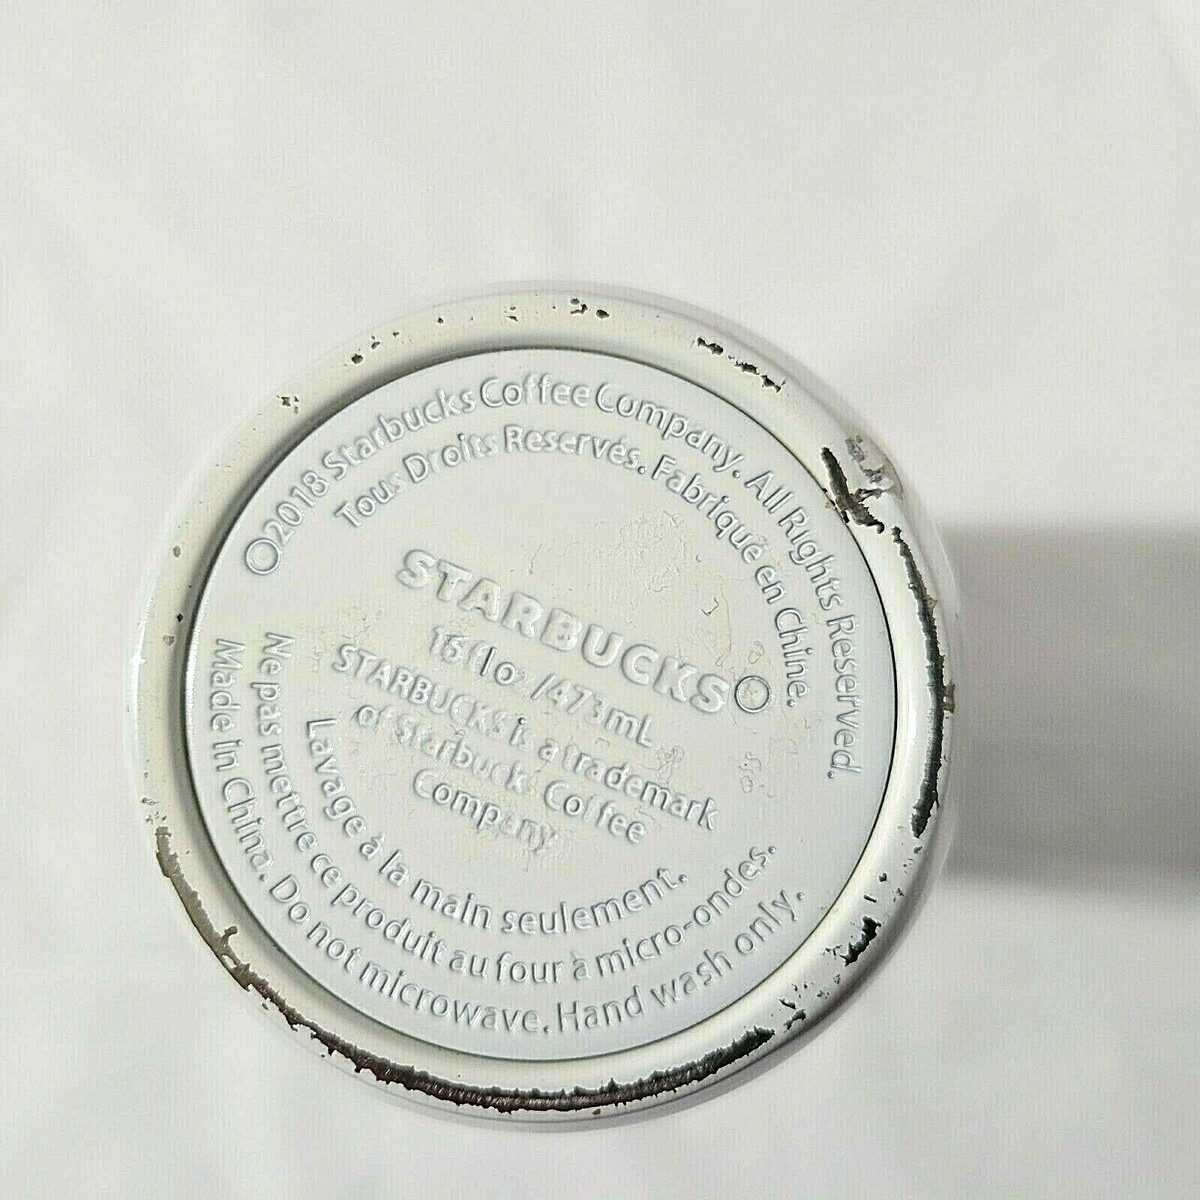 ©2018 Starbucks Coffee Company. All Rights Reserved.
Tous Droits Reservés. Fabriqué en Chine.
STARBUCKS
16 fl oz /473mL
STARBUCKS is a trademark
of Starbucks Coffee
Company
Lavage à la main seulement.
Ne pas mettre ce produit au four à micro-ondes.
Made in China. Do not microwave. Hand wash only.